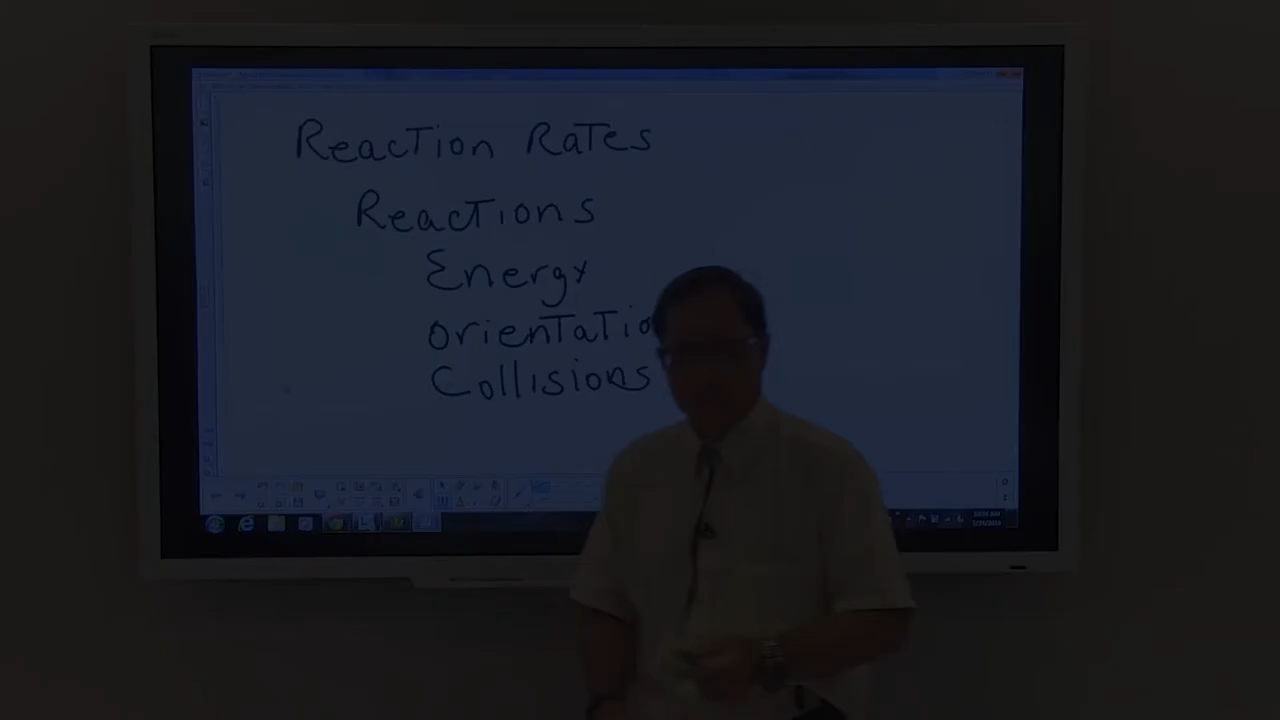 Reaction Rates
Reactions
Energy
Orientatio
Collisions